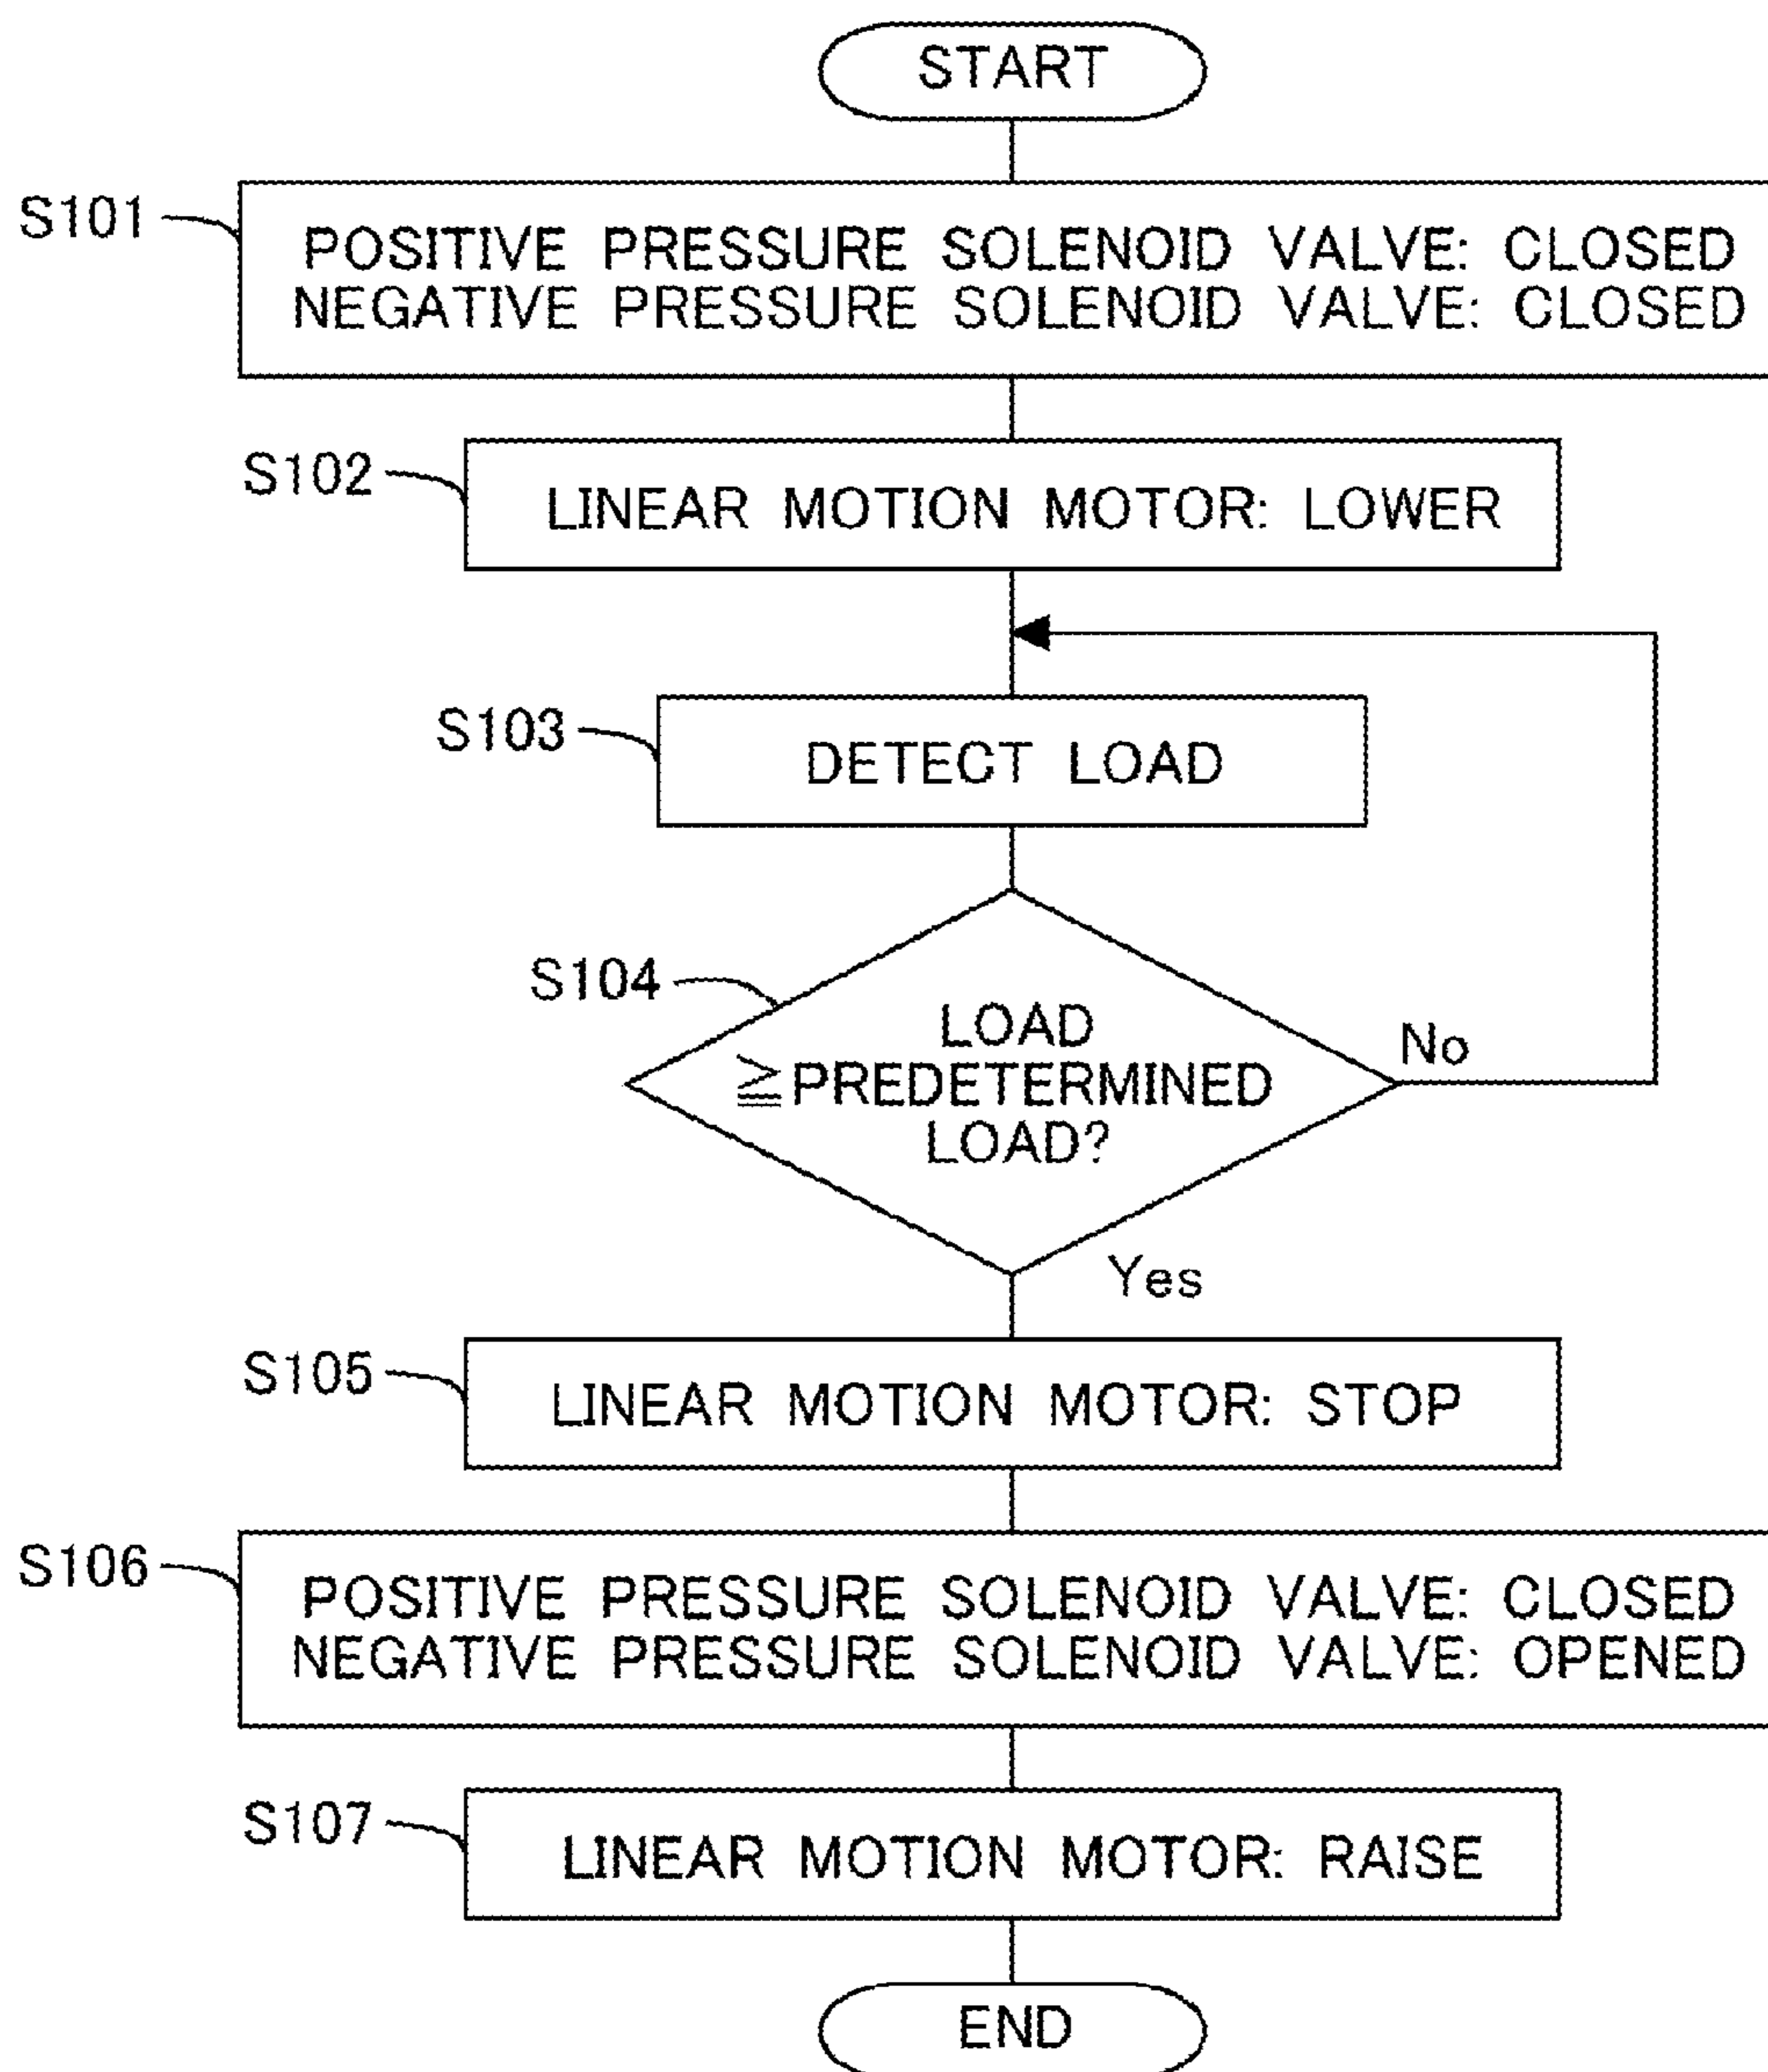 START
S101
POSITIVE PRESSURE SOLENOID VALVE: CLOSED
NEGATIVE PRESSURE SOLENOID VALVE: CLOSED
S102
LINEAR MOTION MOTOR: LOWER
S103
DETECT LOAD
S104
LOAD
≧PREDETERMINED
LOAD?
No
Yes
S105
LINEAR MOTION MOTOR: STOP
S106
POSITIVE PRESSURE SOLENOID VALVE: CLOSED
NEGATIVE PRESSURE SOLENOID VALVE: OPENED
S107
LINEAR MOTION MOTOR: RAISE
END